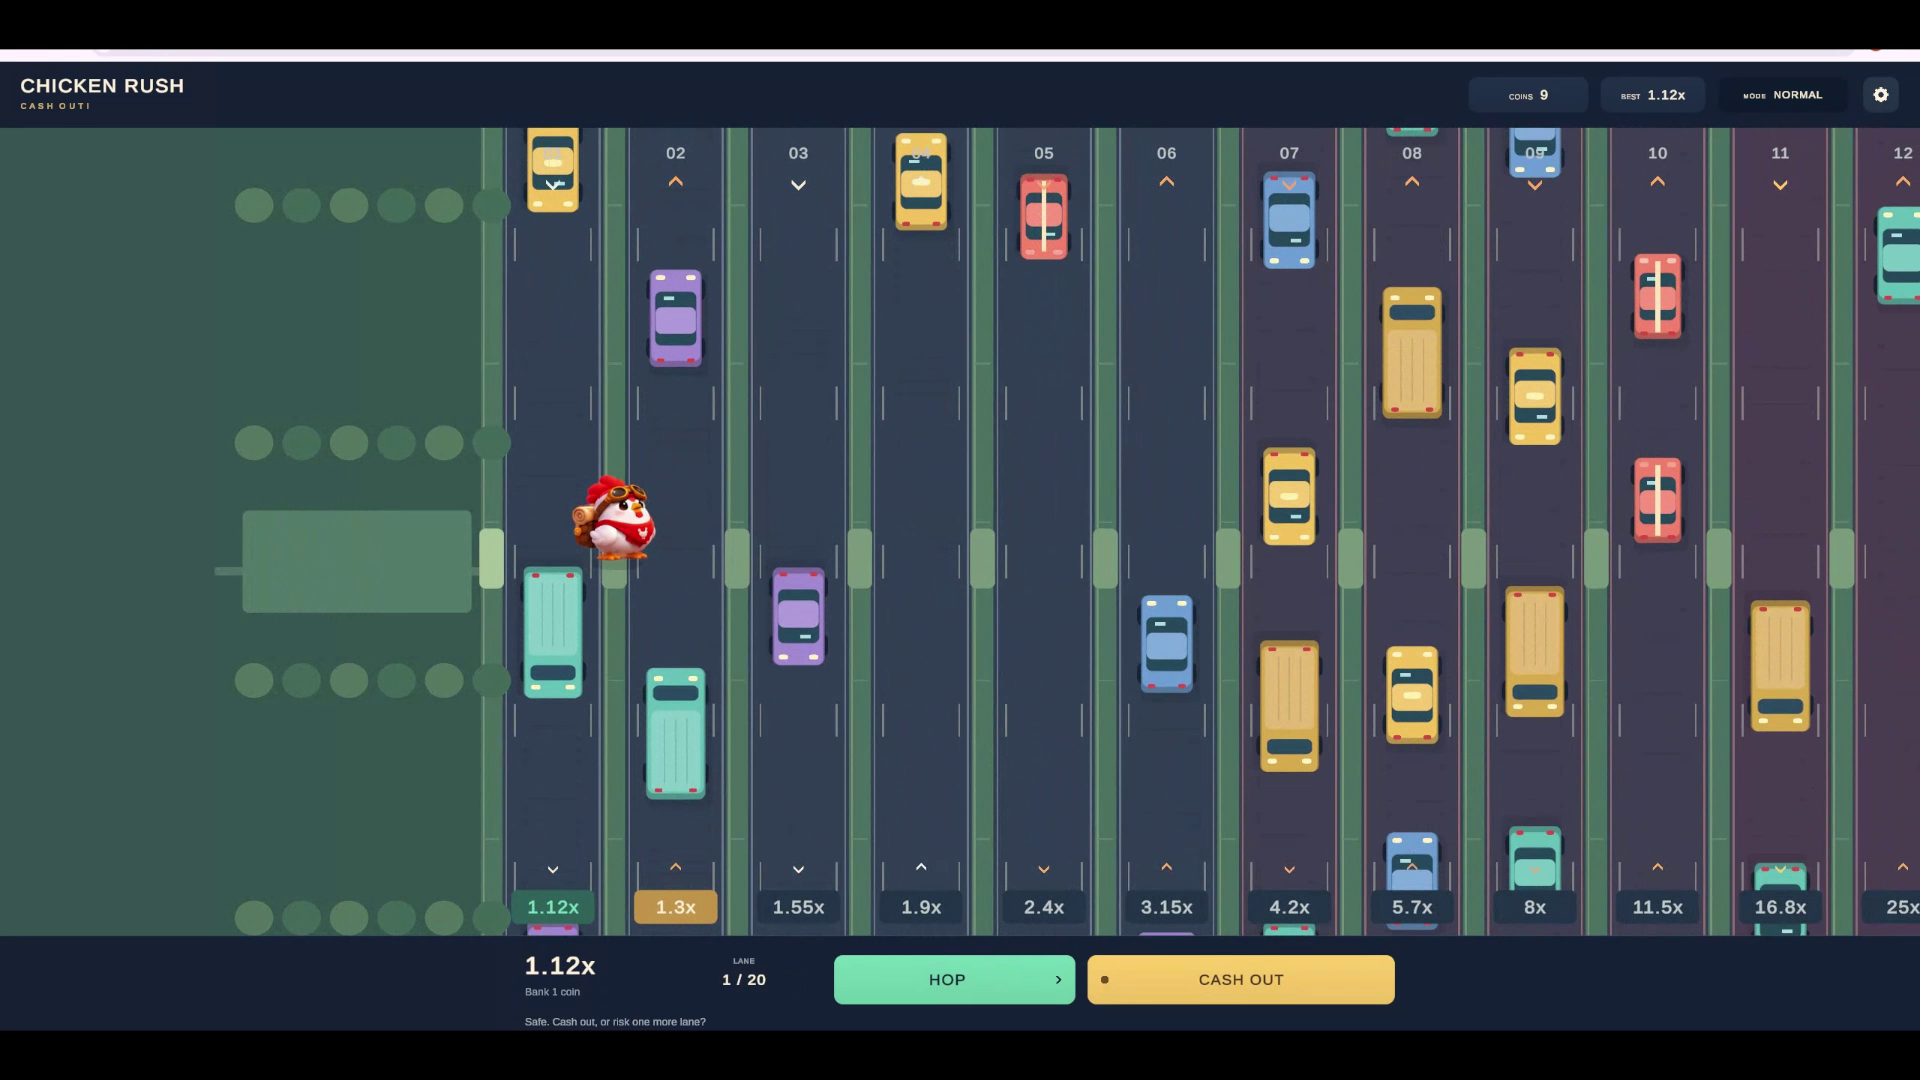 CHICKEN RUSH
CASH OUT!
COINS 9
BEST 1.12x
MODE NORMAL
02
03
04
05
06
07
08
09
10
11
12
1.12x
1.3x
1.55x
1.9x
2.4x
3.15x
4.2x
5.7x
8x
11.5x
16.8x
25x
1.12x
Bank 1 coin
LANE
1 / 20
HOP
CASH OUT
Safe. Cash out, or risk one more lane?